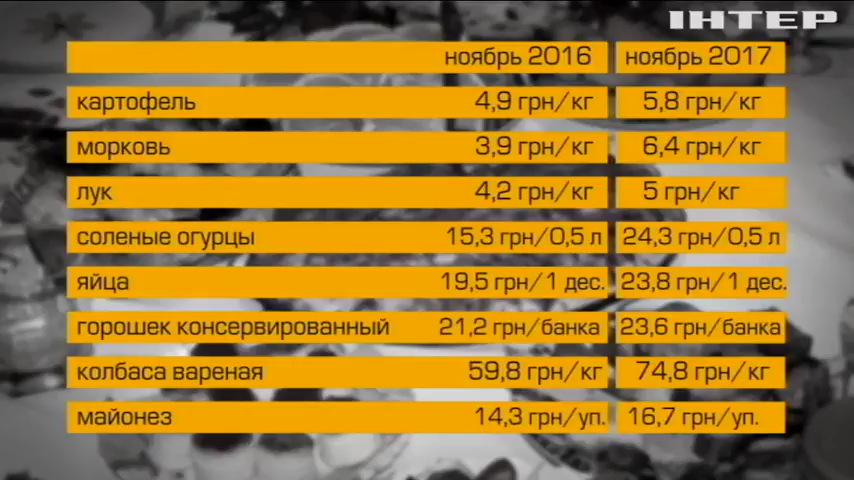 ІНТЕР
ноябрь 2016 ноябрь 2017
картофель 4,9 грн/кг 5,8 грн/кг
морковь 3,9 грн/кг 6,4 грн/кг
лук 4,2 грн/кг 5 грн/кг
соленые огурцы 15,3 грн/0,5 л 24,3 грн/0,5 л
яйца 19,5 грн/1 дес. 23,8 грн/1 дес.
горошек консервированный 21,2 грн/банка 23,6 грн/банка
колбаса вареная 59,8 грн/кг 74,8 грн/кг
майонез 14,3 грн/уп. 16,7 грн/уп.